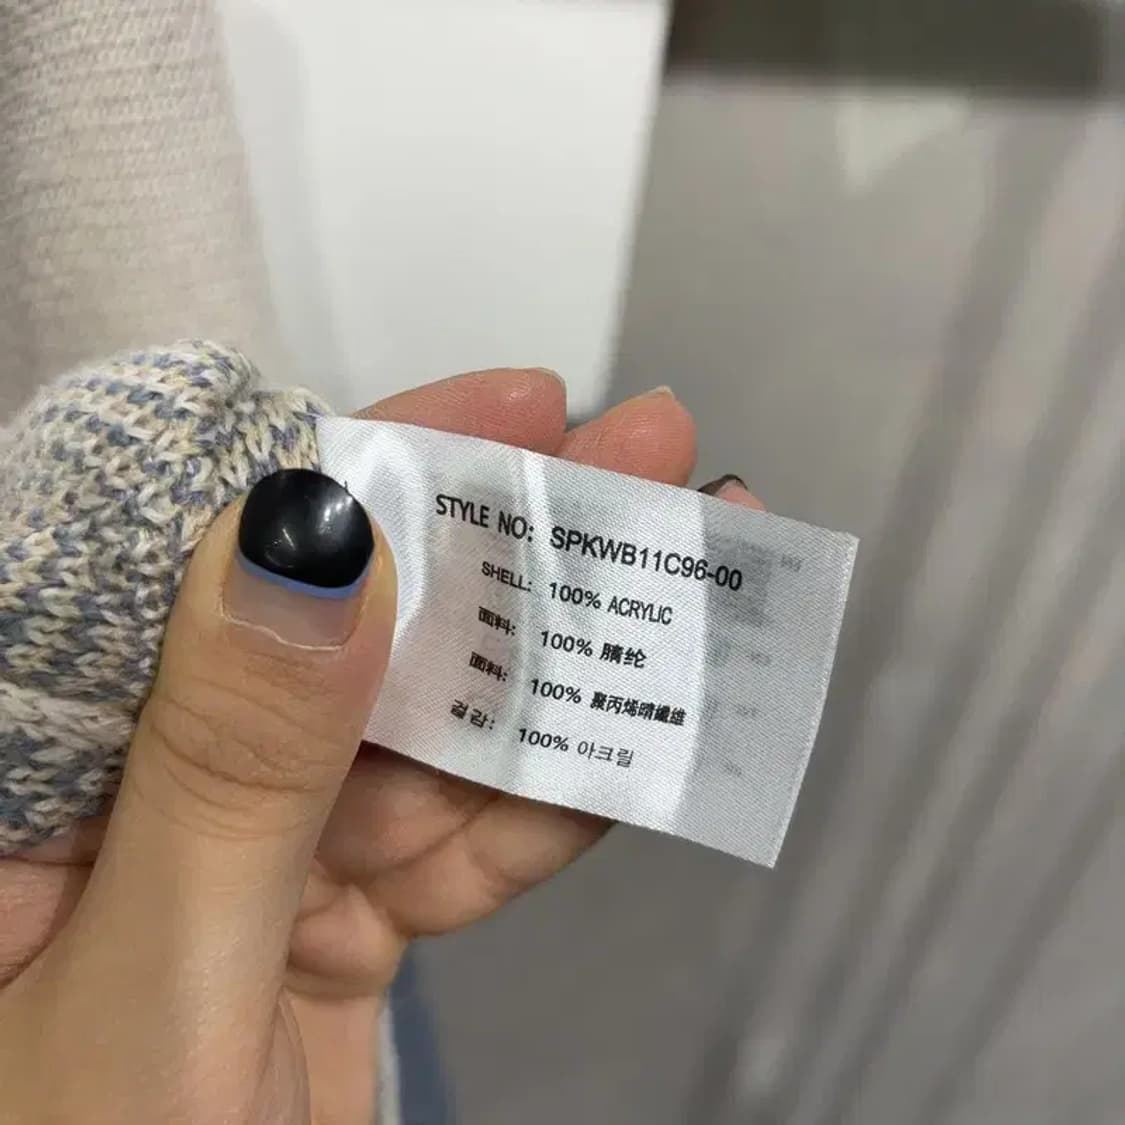 STYLE NO: SPKWB11C96-00
SHELL: 100% ACRYLIC
面料: 100% 腈纶
面料: 100% 聚丙烯晴纖維
겉감: 100% 아크릴